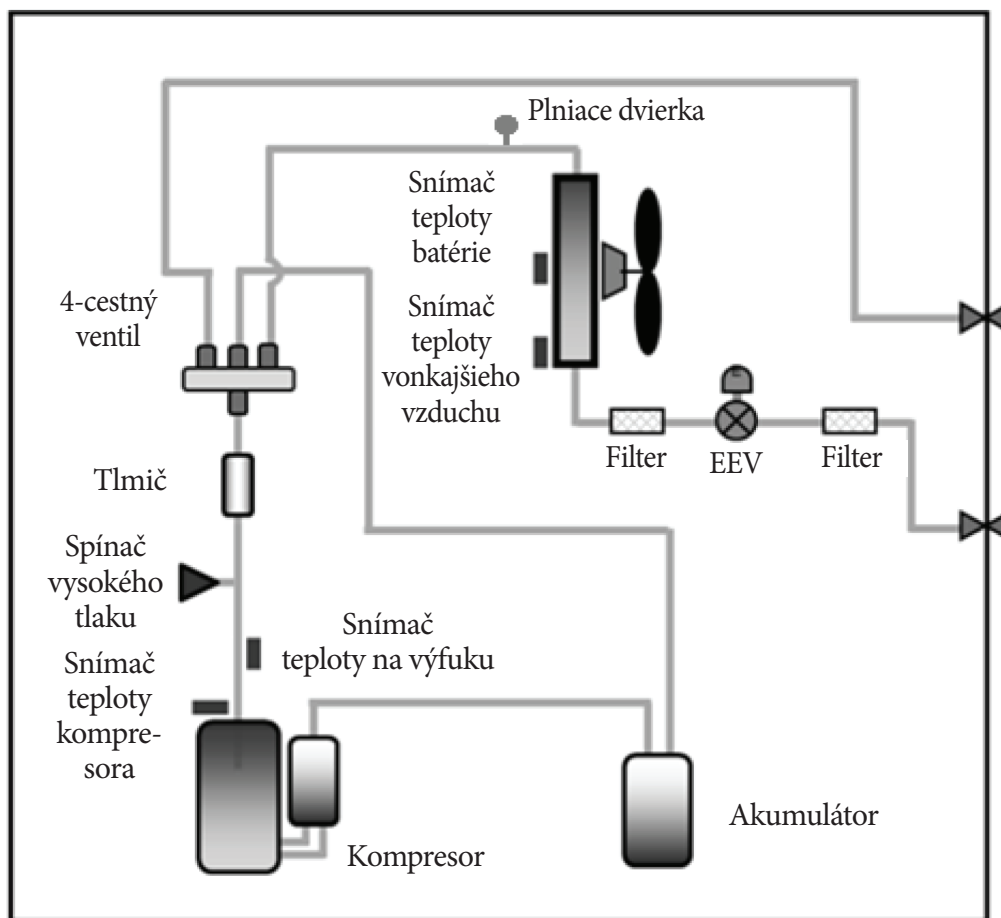 Plniace dvierka
Snímač
teploty
batérie
4-cestný
ventil
Snímač
teploty
vonkajšieho
vzduchu
E
Filter
EEV
Filter
Tlmič
Spínač
vysokého
tlaku
Snímač
teploty na výfuku
Snímač
teploty
kompre-
sora
Kompresor
Akumulátor